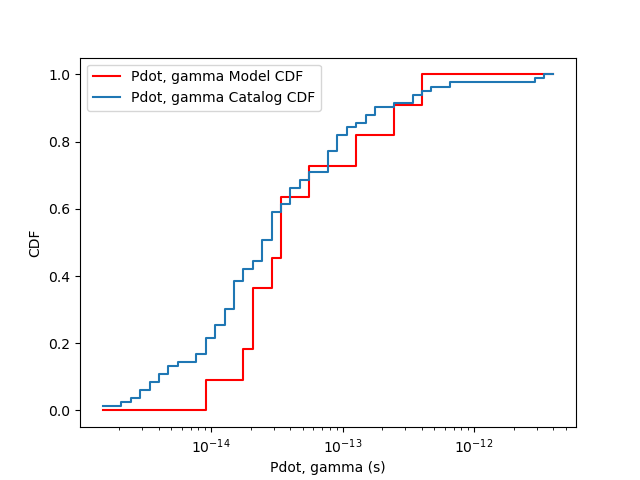 Pdot, gamma Model CDF
Pdot, gamma Catalog CDF
1.0
0.8
0.6
0.4
0.2
0.0
CDF
10⁻¹⁴ 10⁻¹³ 10⁻¹²
Pdot, gamma (s)